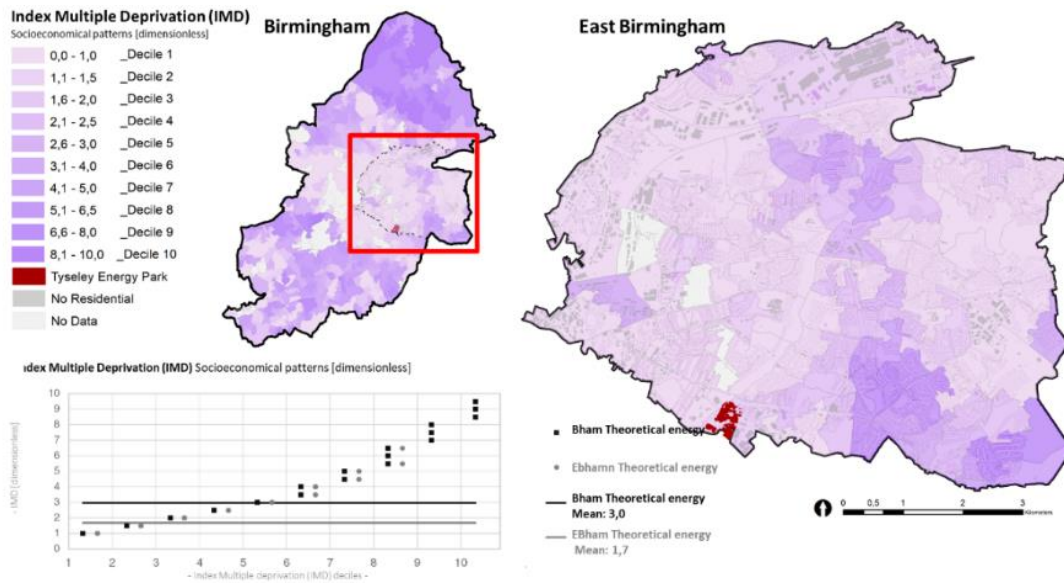 Index Multiple Deprivation (IMD)
Socioeconomical patterns [dimensionless]
0,0 - 1,0 _Decile 1
1,1 - 1,5 _Decile 2
1,6 - 2,0 _Decile 3
2,1 - 2,5 _Decile 4
2,6 - 3,0 _Decile 5
3,1 - 4,0 _Decile 6
4,1 - 5,0 _Decile 7
5,1 - 6,5 _Decile 8
6,6 - 8,0 _Decile 9
8,1 - 10,0 _Decile 10
Tyseley Energy Park
No Residential
No Data
Birmingham
East Birmingham
ndex Multiple Deprivation (IMD) Socioeconomical patterns [dimensionless]
- IMD [dimensionless]
10
9
8
7
6
5
4
3
2
1
0
1 2 3 4 5 6 7 8 9 10
- Index Multiple deprivation (IMD) deciles -
Bham Theoretical energy
Ebhamn Theoretical energy
Bham Theoretical energy
Mean: 3,0
EBham Theoretical energy
Mean: 1,7
0 0,5 1 2 3
Kilometers